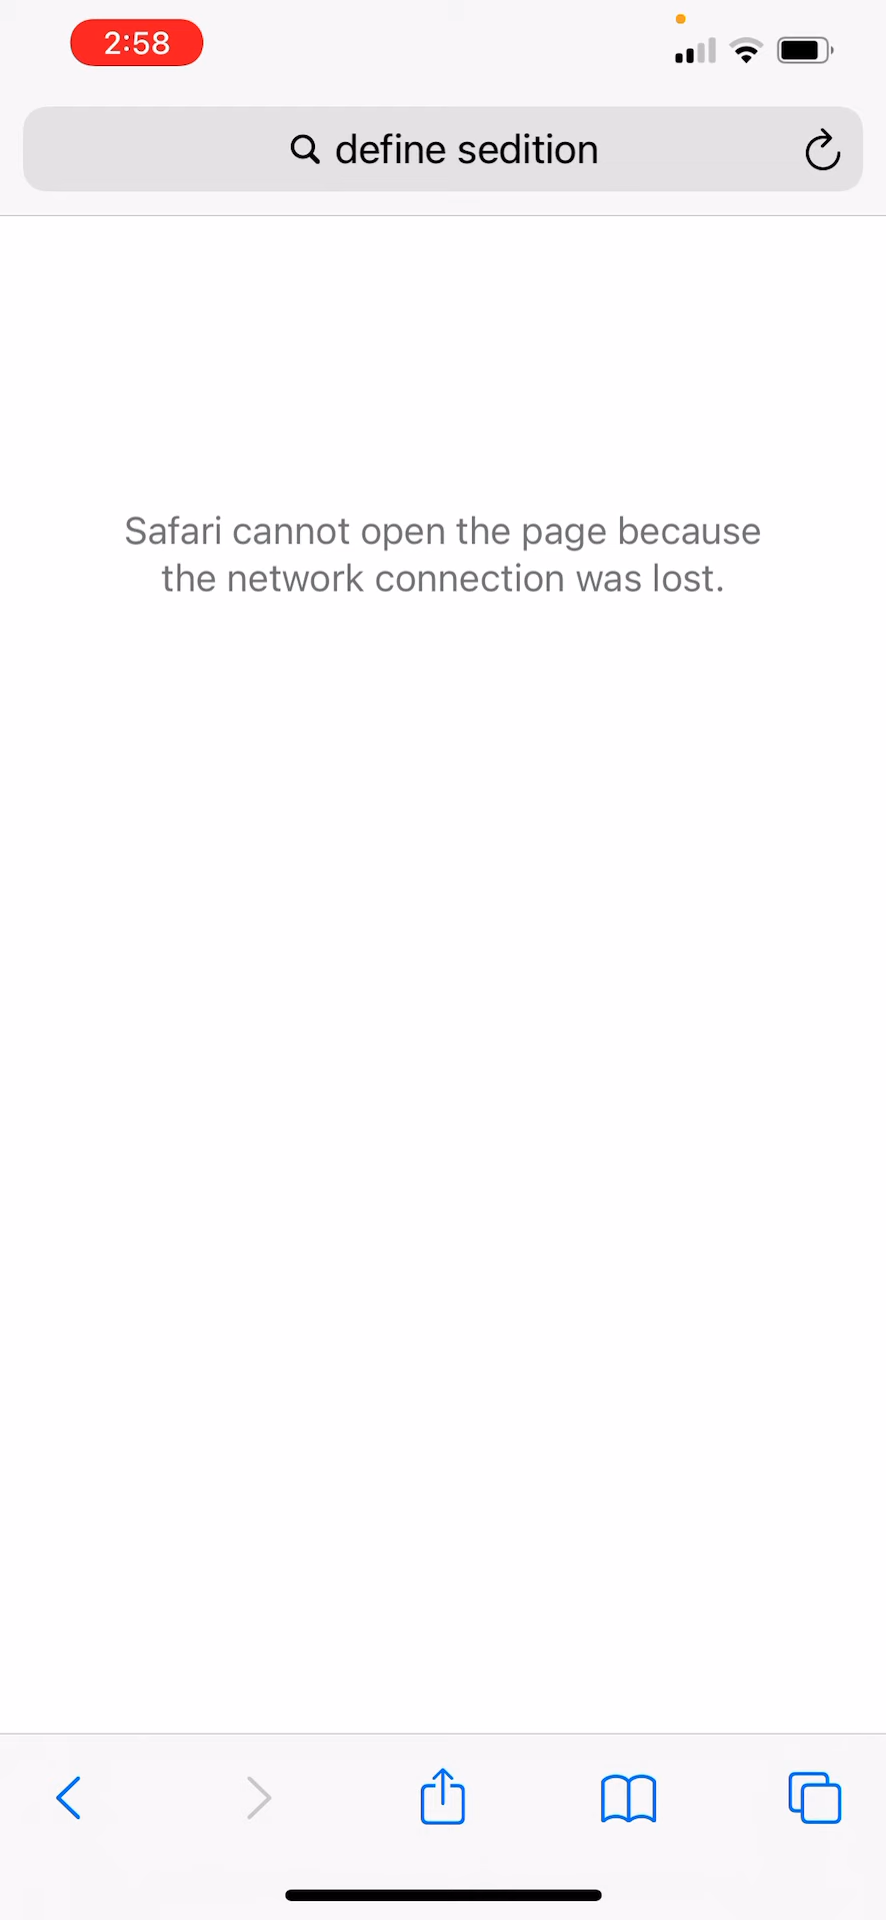 2:58
define sedition
Safari cannot open the page because
the network connection was lost.